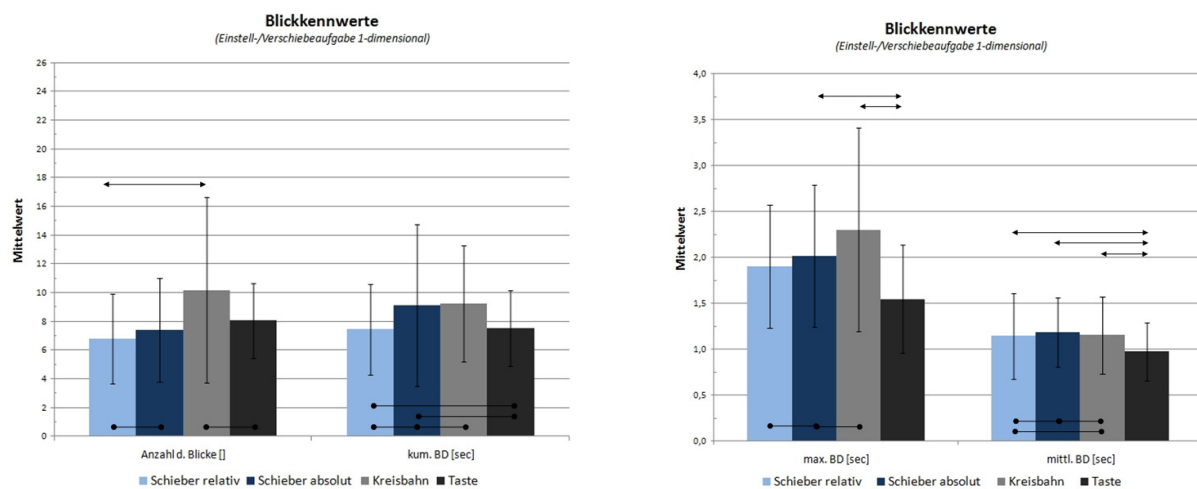 Blickkennwerte
(Einstell-/Verschiebeaufgabe 1-dimensional)
Mittelwert
26
24
22
20
18
16
14
12
10
8
6
4
2
0
Anzahl d. Blicke []
kum. BD [sec]
Schieber relativ
Schieber absolut
Kreisbahn
Taste
Blickkennwerte
(Einstell-/Verschiebeaufgabe 1-dimensional)
Mittelwert
4,0
3,5
3,0
2,5
2,0
1,5
1,0
0,5
0,0
max. BD [sec]
mittl. BD [sec]
Schieber relativ
Schieber absolut
Kreisbahn
Taste